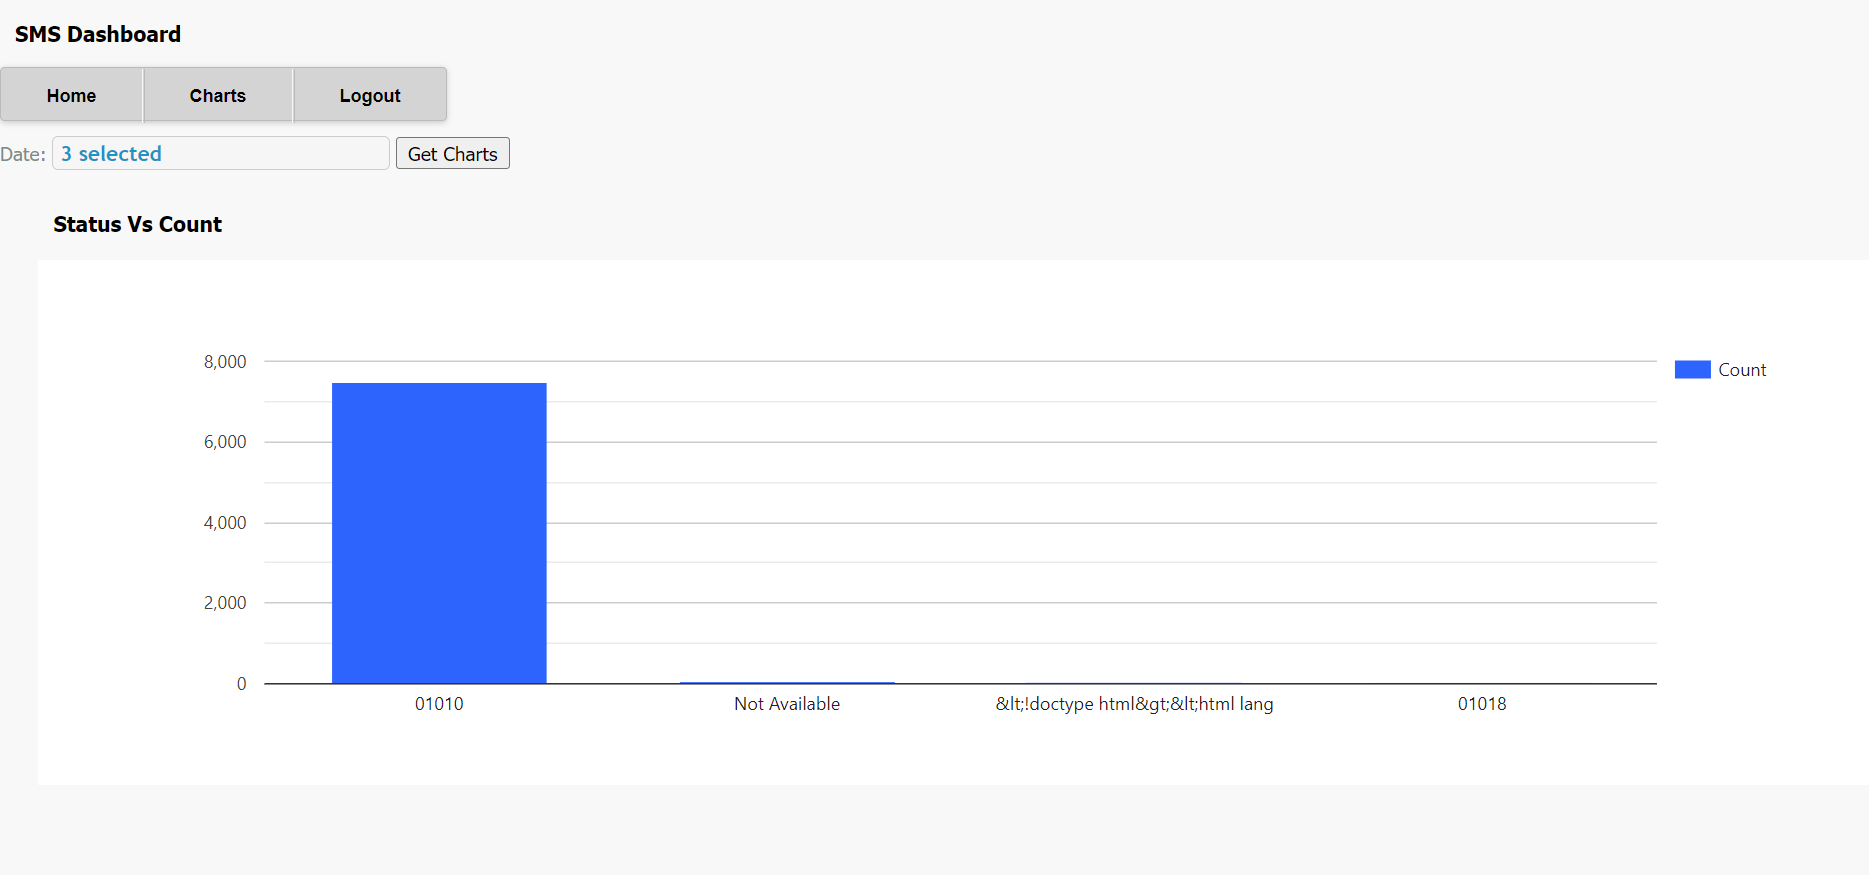 SMS Dashboard
Home Charts Logout
Date: 3 selected Get Charts
Status Vs Count
8,000
6,000
4,000
2,000
0
Count
01010 Not Available &lt;!doctype html&gt;&lt;html lang 01018